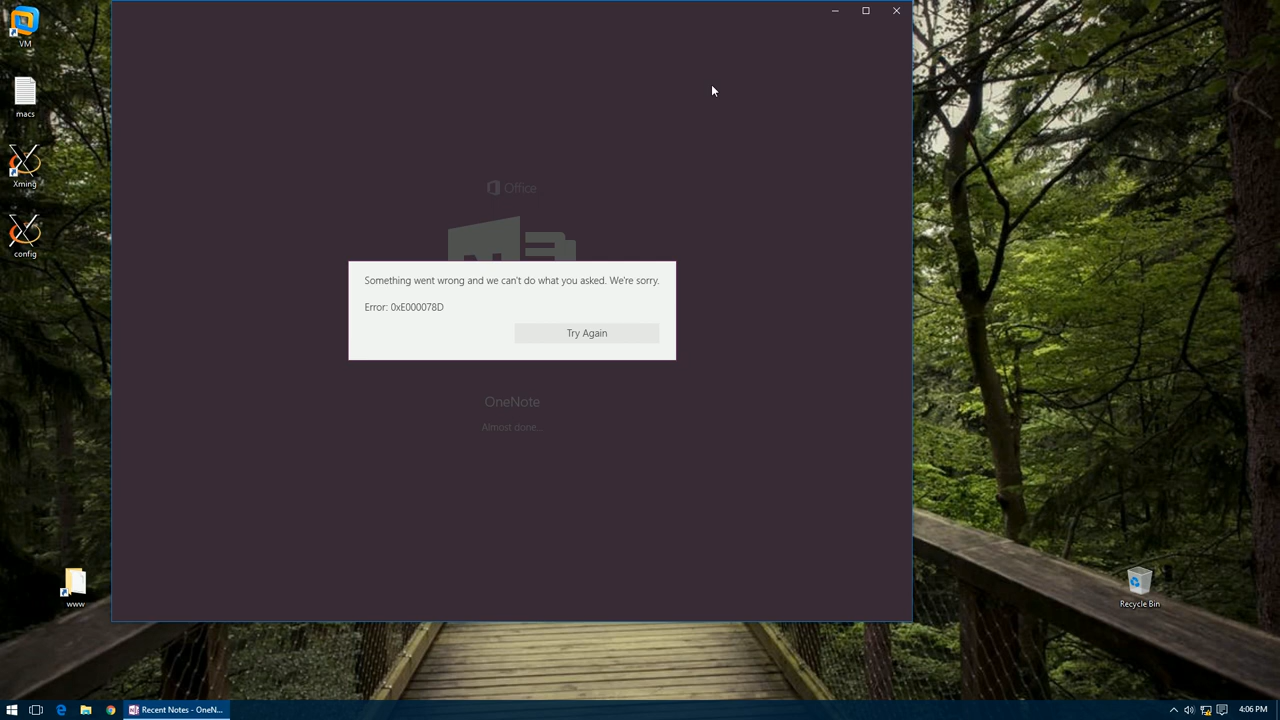 VM
macs
Xming
config
www
Office
Something went wrong and we can't do what you asked. We're sorry.
Error: 0xE000078D
Try Again
OneNote
Almost done...
Recycle Bin
Recent Notes - OneN...
4:06 PM